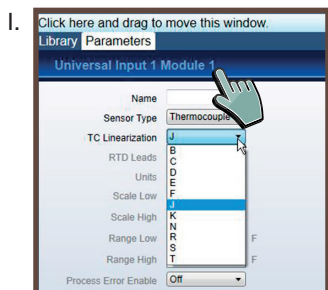 I.
Click here and drag to move this window.
Library Parameters
Universal Input 1 Module 1
Name
Sensor Type Thermocouple
TC Linearization J
B
C
RTD Leads D
E
Units F
Scale Low J
Scale High K
N
Range Low R F
S
Range High T F
Process Error Enable Off